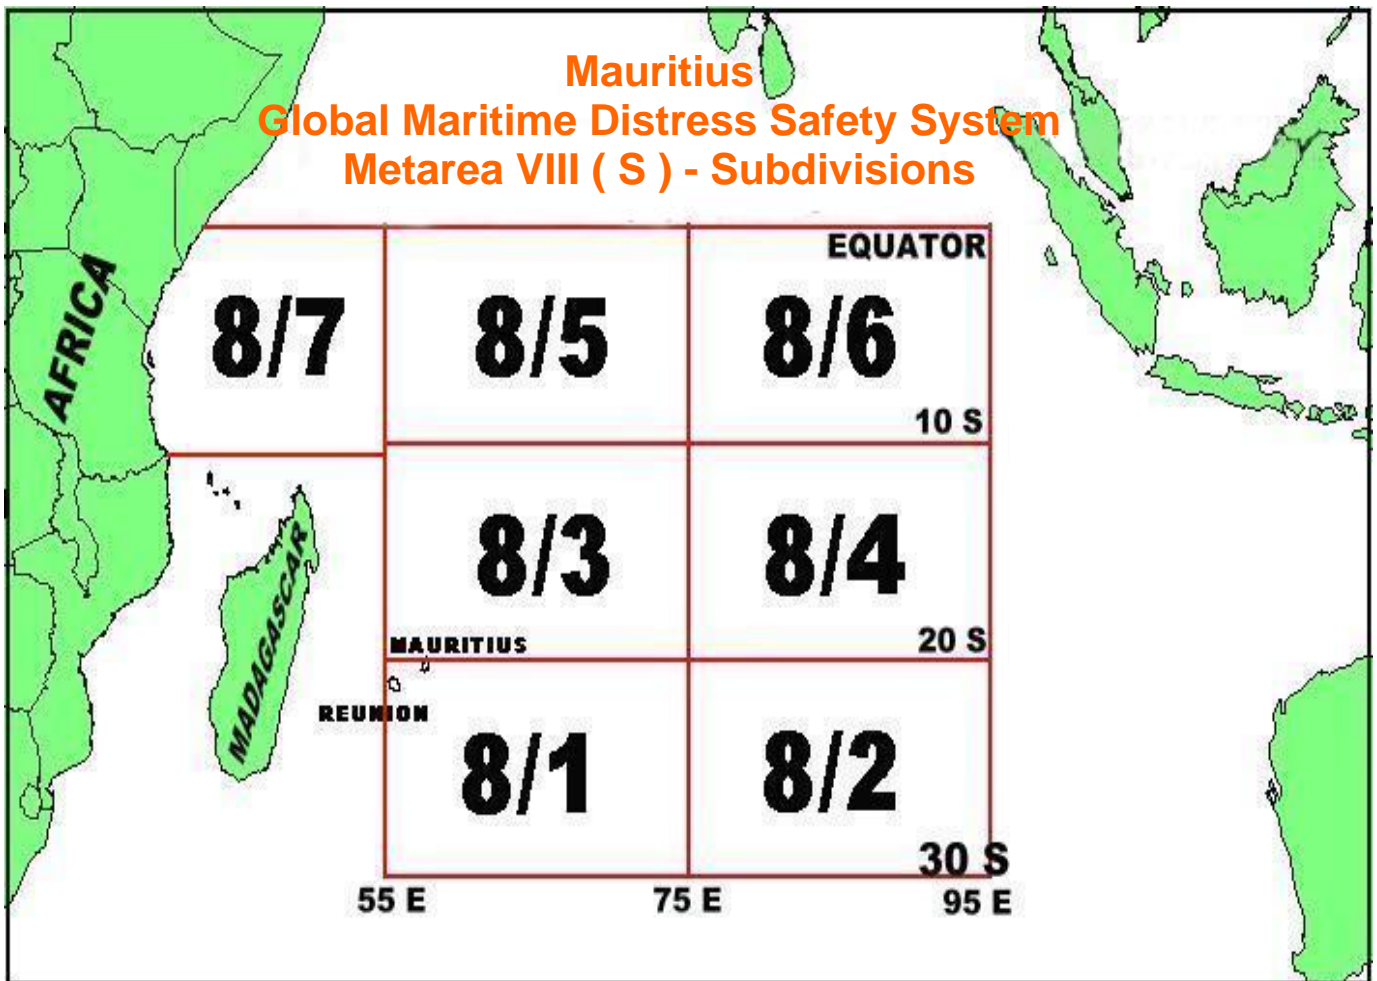 Mauritius
Global Maritime Distress Safety System
Metarea VIII ( S ) - Subdivisions
EQUATOR
AFRICA
8/7
8/5
8/6
10 S
8/3
8/4
MADAGASCAR
MAURITIUS
20 S
REUNION
8/1
8/2
30 S
55 E
75 E
95 E